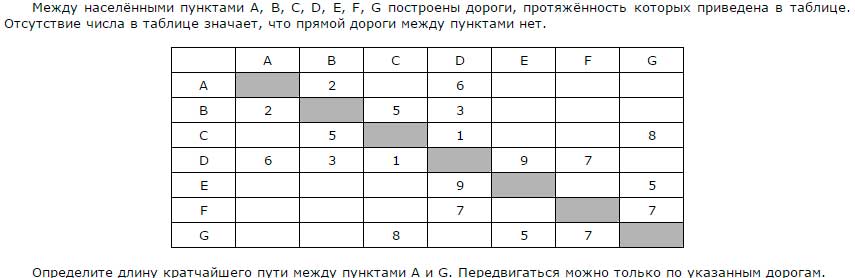 Между населёнными пунктами A, B, C, D, E, F, G построены дороги, протяжённость которых приведена в таблице.
Отсутствие числа в таблице значает, что прямой дороги между пунктами нет.
A B C D E F G
A 2 6
B 2 5 3
C 5 1 8
D 6 3 1 9 7
E 9 5
F 7 7
G 8 5 7
Определите длину кратчайшего пути между пунктами A и G. Передвигаться можно только по указанным дорогам.